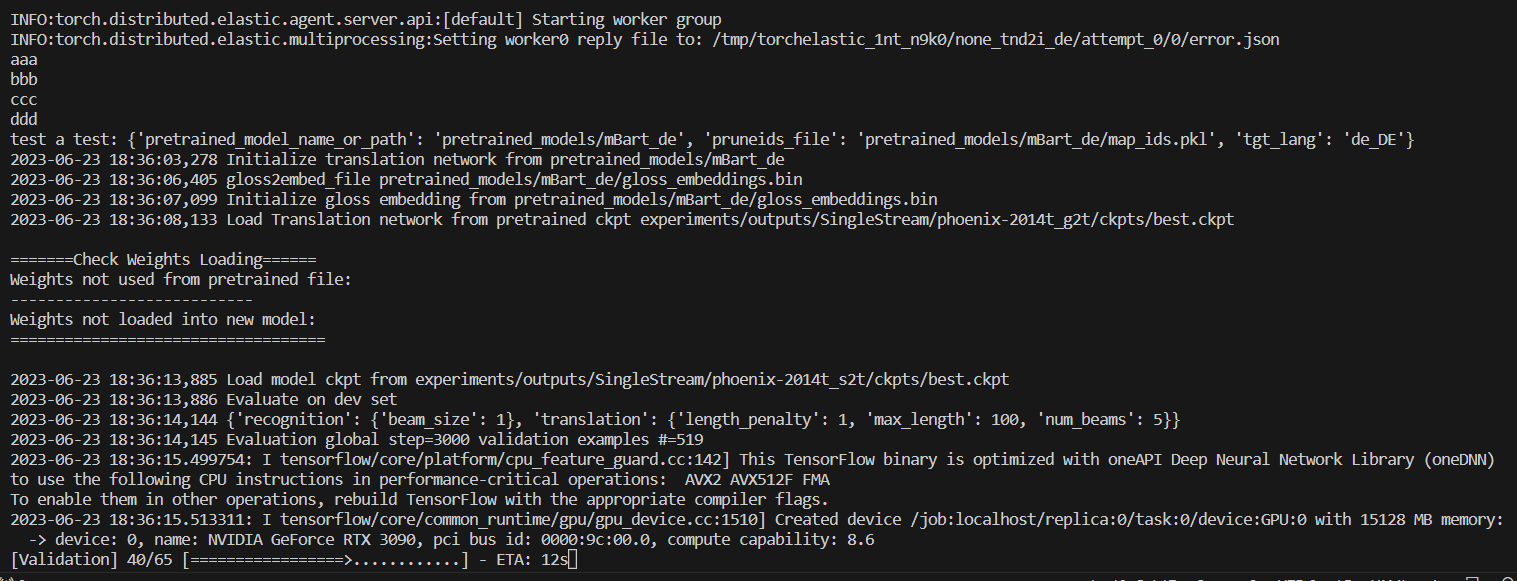 INFO:torch.distributed.elastic.agent.server.api:[default] Starting worker group
INFO:torch.distributed.elastic.multiprocessing:Setting worker0 reply file to: /tmp/torchelastic_1nt_n9k0/none_tnd2i_de/attempt_0/0/error.json
aaa
bbb
ccc
ddd
test a test: {'pretrained_model_name_or_path': 'pretrained_models/mBart_de', 'pruneids_file': 'pretrained_models/mBart_de/map_ids.pkl', 'tgt_lang': 'de_DE'}
2023-06-23 18:36:03,278 Initialize translation network from pretrained_models/mBart_de
2023-06-23 18:36:06,405 gloss2embed_file pretrained_models/mBart_de/gloss_embeddings.bin
2023-06-23 18:36:07,099 Initialize gloss embedding from pretrained_models/mBart_de/gloss_embeddings.bin
2023-06-23 18:36:08,133 Load Translation network from pretrained ckpt experiments/outputs/SingleStream/phoenix-2014t_g2t/ckpts/best.ckpt
=======Check Weights Loading======
Weights not used from pretrained file:
---------------------------
Weights not loaded into new model:
===================================
2023-06-23 18:36:13,885 Load model ckpt from experiments/outputs/SingleStream/phoenix-2014t_s2t/ckpts/best.ckpt
2023-06-23 18:36:13,886 Evaluate on dev set
2023-06-23 18:36:14,144 {'recognition': {'beam_size': 1}, 'translation': {'length_penalty': 1, 'max_length': 100, 'num_beams': 5}}
2023-06-23 18:36:14,145 Evaluation global step=3000 validation examples #=519
2023-06-23 18:36:15.499754: I tensorflow/core/platform/cpu_feature_guard.cc:142] This TensorFlow binary is optimized with oneAPI Deep Neural Network Library (oneDNN)
to use the following CPU instructions in performance-critical operations:  AVX2 AVX512F FMA
To enable them in other operations, rebuild TensorFlow with the appropriate compiler flags.
2023-06-23 18:36:15.513311: I tensorflow/core/common_runtime/gpu/gpu_device.cc:1510] Created device /job:localhost/replica:0/task:0/device:GPU:0 with 15128 MB memory:
-> device: 0, name: NVIDIA GeForce RTX 3090, pci bus id: 0000:9c:00.0, compute capability: 8.6
[Validation] 40/65 [=================>............] - ETA: 12s